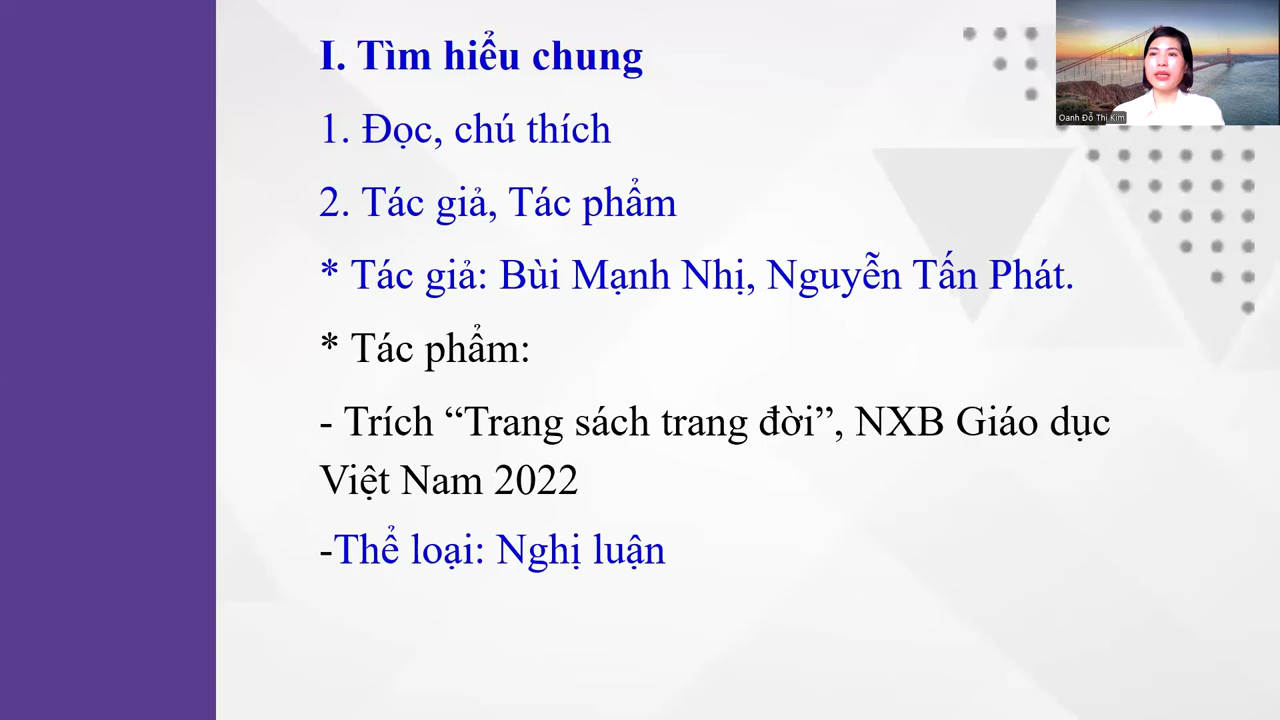 I. Tìm hiểu chung
1. Đọc, chú thích
2. Tác giả, Tác phẩm
* Tác giả: Bùi Mạnh Nhị, Nguyễn Tấn Phát.
* Tác phẩm:
- Trích “Trang sách trang đời”, NXB Giáo dục
Việt Nam 2022
-Thể loại: Nghị luận
Oanh Đỗ Thi Kim